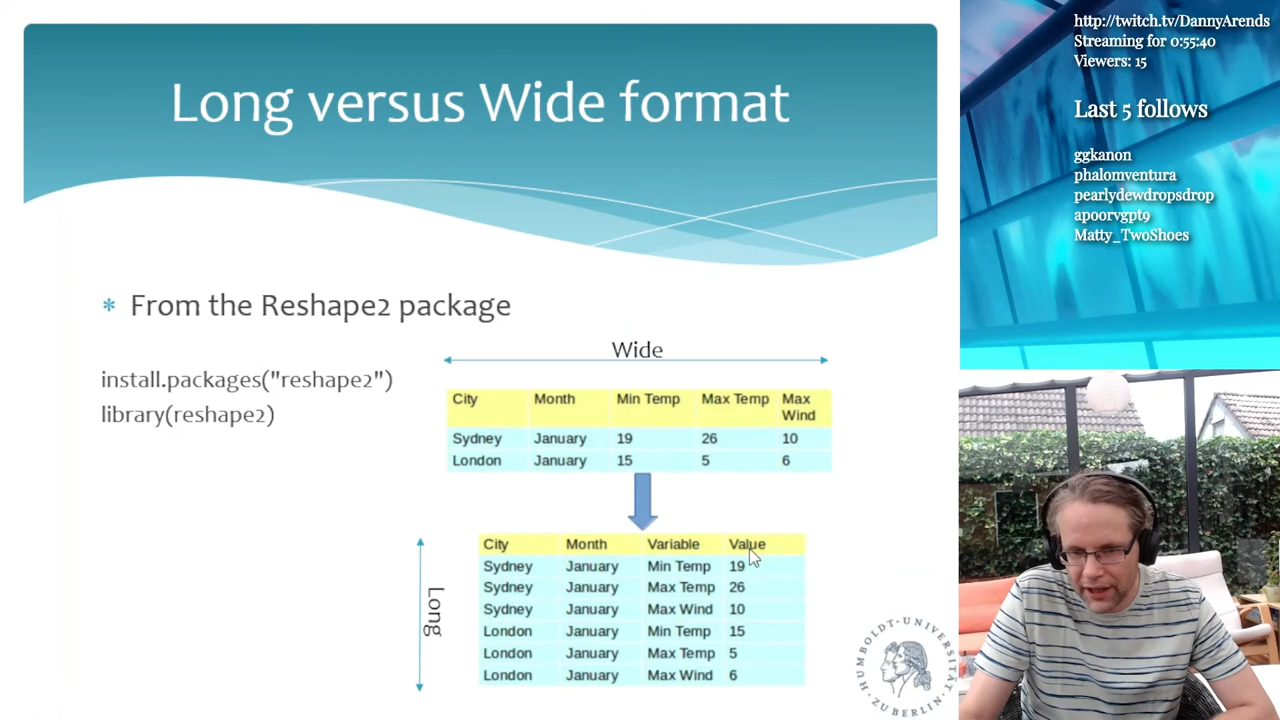 Long versus Wide format
* From the Reshape2 package
install.packages("reshape2")
library(reshape2)
Wide
City Month Min Temp Max Temp Max Wind
Sydney January 19 26 10
London January 15 5 6
Long
City Month Variable Value
Sydney January Min Temp 19
Sydney January Max Temp 26
Sydney January Max Wind 10
London January Min Temp 15
London January Max Temp 5
London January Max Wind 6
HUMBOLDT-UNIVERSITÄT
ZU BERLIN
http://twitch.tv/DannyArends
Streaming for 0:55:40
Viewers: 15
Last 5 follows
ggkanon
phalomventura
pearlydewdropsdrop
apoorvgpt9
Matty_TwoShoes